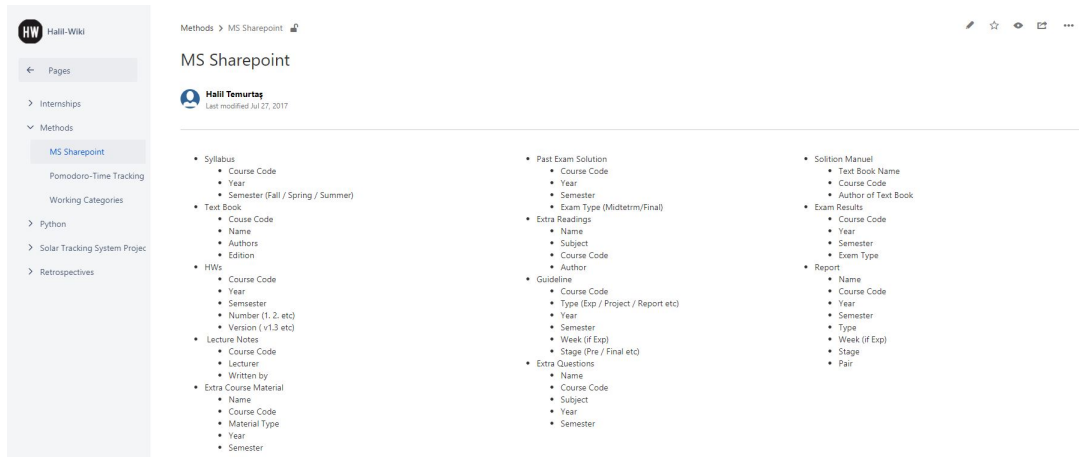 HW Halil-Wiki
Pages
Internships
Methods
MS Sharepoint
Pomodoro-Time Tracking
Working Categories
Python
Solar Tracking System Projec
Retrospectives
Methods > MS Sharepoint
MS Sharepoint
Halil Temurtaş
Last modified Jul 27, 2017
• Syllabus
• Course Code
• Year
• Semester (Fall / Spring / Summer)
• Text Book
• Couse Code
• Name
• Authors
• Edition
• HWs
• Course Code
• Year
• Semsester
• Number (1. 2. etc)
• Version ( v1.3 etc)
• Lecture Notes
• Course Code
• Lecturer
• Written by
• Extra Course Material
• Name
• Course Code
• Material Type
• Year
• Semester
• Past Exam Solution
• Course Code
• Year
• Semester
• Exam Type (Midtetrm/Final)
• Extra Readings
• Name
• Subject
• Course Code
• Author
• Guideline
• Course Code
• Type (Exp / Project / Report etc)
• Year
• Semester
• Week (if Exp)
• Stage (Pre / Final etc)
• Extra Questions
• Name
• Course Code
• Subject
• Year
• Semester
• Solition Manuel
• Text Book Name
• Course Code
• Author of Text Book
• Exam Results
• Course Code
• Year
• Semester
• Exem Type
• Report
• Name
• Course Code
• Year
• Semester
• Type
• Week (if Exp)
• Stage
• Pair